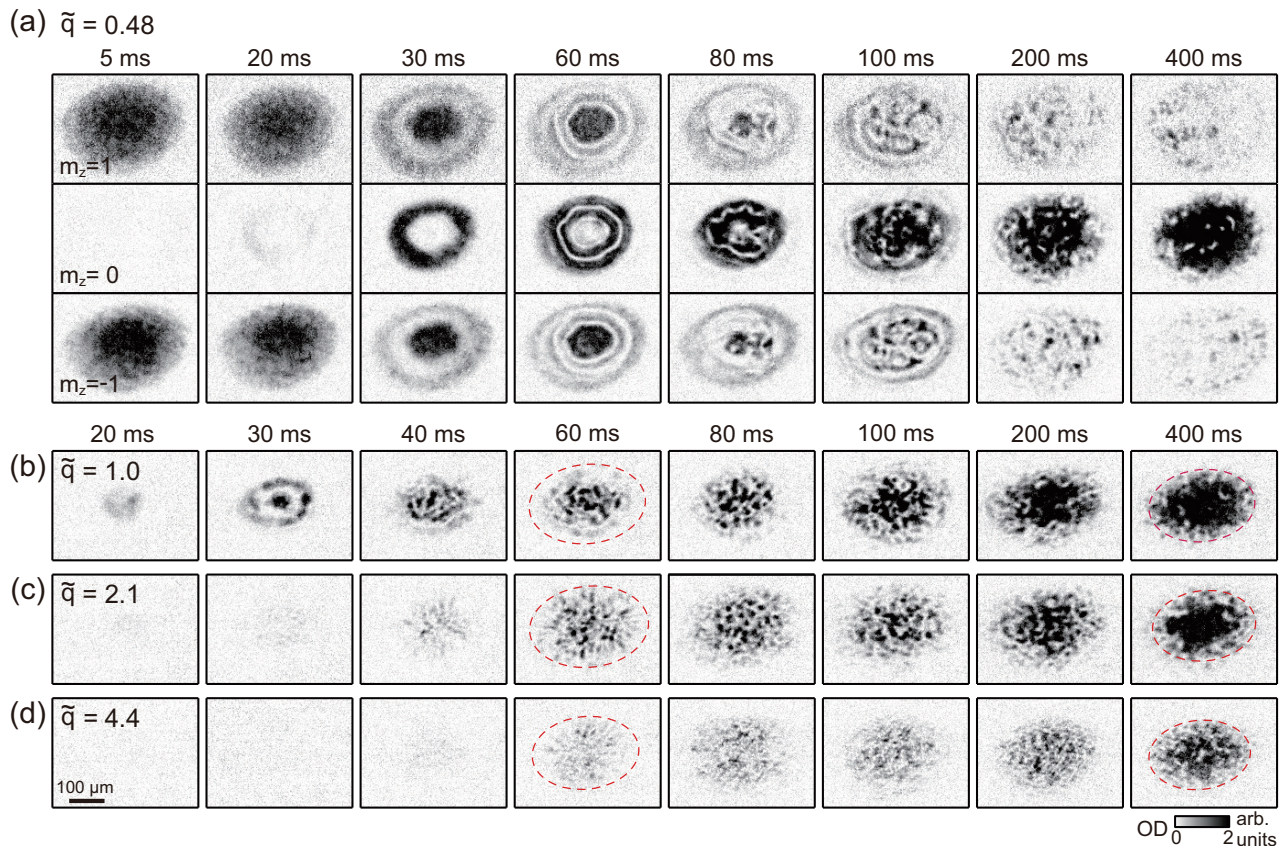 (a) q̃ = 0.48
5 ms 20 ms 30 ms 60 ms 80 ms 100 ms 200 ms 400 ms
m_z=1
m_z= 0
m_z=-1
20 ms 30 ms 40 ms 60 ms 80 ms 100 ms 200 ms 400 ms
(b) q̃ = 1.0
(c) q̃ = 2.1
(d) q̃ = 4.4
100 µm
OD 0 2 arb. units